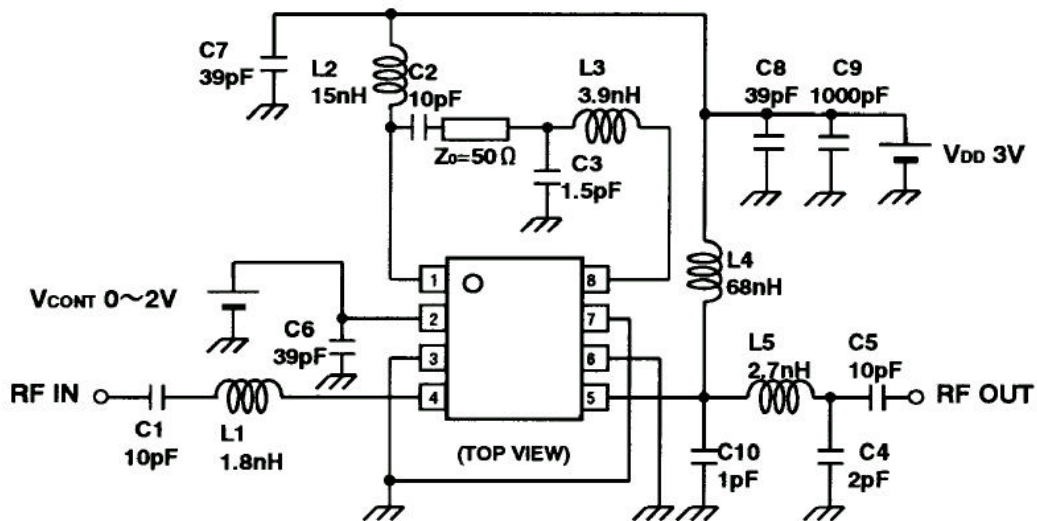 C7
39pF
L2
15nH
C2
10pF
L3
3.9nH
C8
39pF
C9
1000pF
Z₀=50 Ω
C3
1.5pF
VDD 3V
VCONT 0～2V
C6
39pF
1
2
3
4
8
7
6
5
L4
68nH
L5
2.7nH
C5
10pF
RF IN
RF OUT
C1
10pF
L1
1.8nH
(TOP VIEW)
C10
1pF
C4
2pF